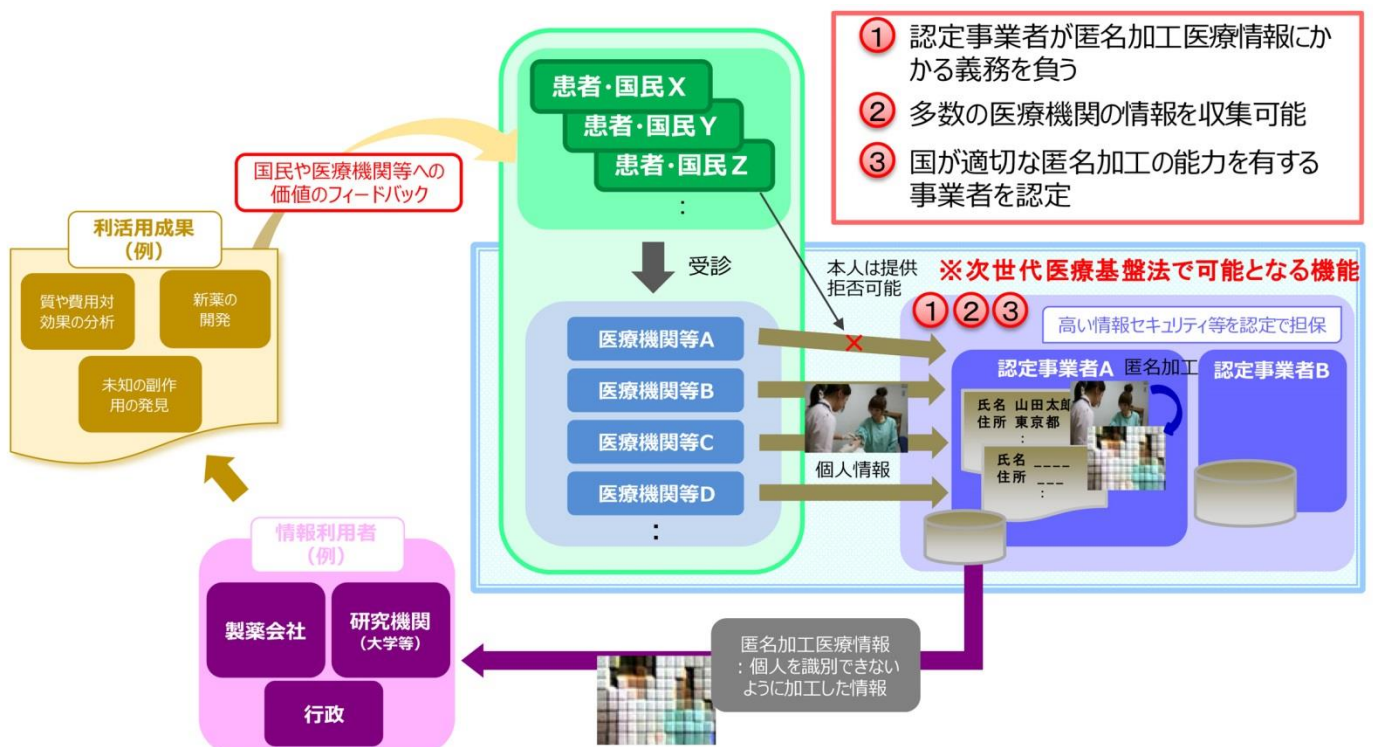 ① 認定事業者が匿名加工医療情報にか
かる義務を負う
② 多数の医療機関の情報を収集可能
③ 国が適切な匿名加工の能力を有する
事業者を認定
患者・国民X
患者・国民Y
患者・国民Z
:
国民や医療機関等への
価値のフィードバック
利活用成果
（例）
質や費用対
効果の分析
新薬の
開発
未知の副作
用の発見
受診
本人は提供
拒否可能
※次世代医療基盤法で可能となる機能
①②③
高い情報セキュリティ等を認定で担保
医療機関等A
医療機関等B
医療機関等C
医療機関等D
:
個人情報
認定事業者A
匿名加工
認定事業者B
氏名 山田太郎
住所 東京都
:
氏名 ____
住所 ___
:
情報利用者
（例）
製薬会社
研究機関
（大学等）
行政
匿名加工医療情報
：個人を識別できない
ように加工した情報